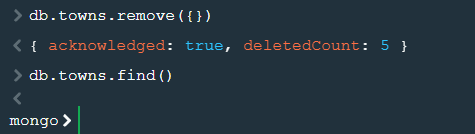 > db.towns.remove({})
< { acknowledged: true, deletedCount: 5 }
> db.towns.find()
<
mongo>